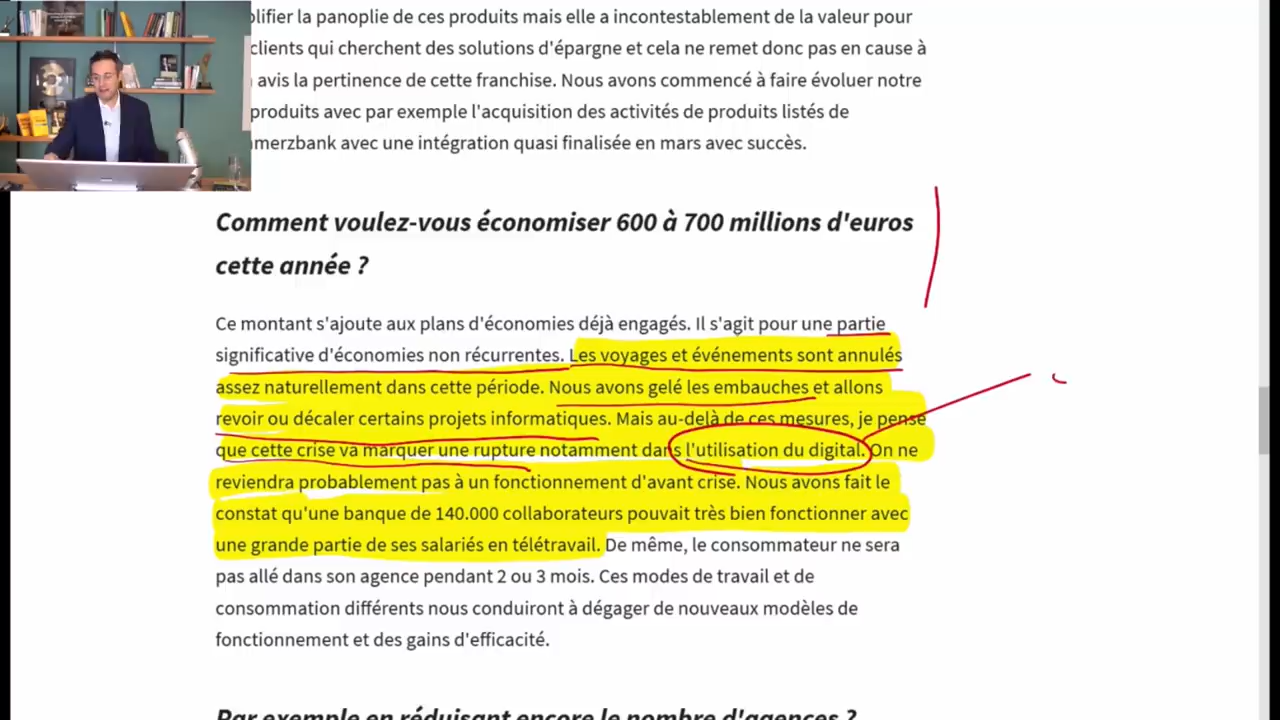 plifier la panoplie de ces produits mais elle a incontestablement de la valeur pour
clients qui cherchent des solutions d'épargne et cela ne remet donc pas en cause à
avis la pertinence de cette franchise. Nous avons commencé à faire évoluer notre
produits avec par exemple l'acquisition des activités de produits listés de
merzbank avec une intégration quasi finalisée en mars avec succès.
Comment voulez-vous économiser 600 à 700 millions d'euros
cette année ?
Ce montant s'ajoute aux plans d'économies déjà engagés. Il s'agit pour une partie
significative d'économies non récurrentes. Les voyages et événements sont annulés
assez naturellement dans cette période. Nous avons gelé les embauches et allons
revoir ou décaler certains projets informatiques. Mais au-delà de ces mesures, je pense
que cette crise va marquer une rupture notamment dans l'utilisation du digital. On ne
reviendra probablement pas à un fonctionnement d'avant crise. Nous avons fait le
constat qu'une banque de 140.000 collaborateurs pouvait très bien fonctionner avec
une grande partie de ses salariés en télétravail. De même, le consommateur ne sera
pas allé dans son agence pendant 2 ou 3 mois. Ces modes de travail et de
consommation différents nous conduiront à dégager de nouveaux modèles de
fonctionnement et des gains d'efficacité.
Par exemple en réduisant encore le nombre d'agences ?